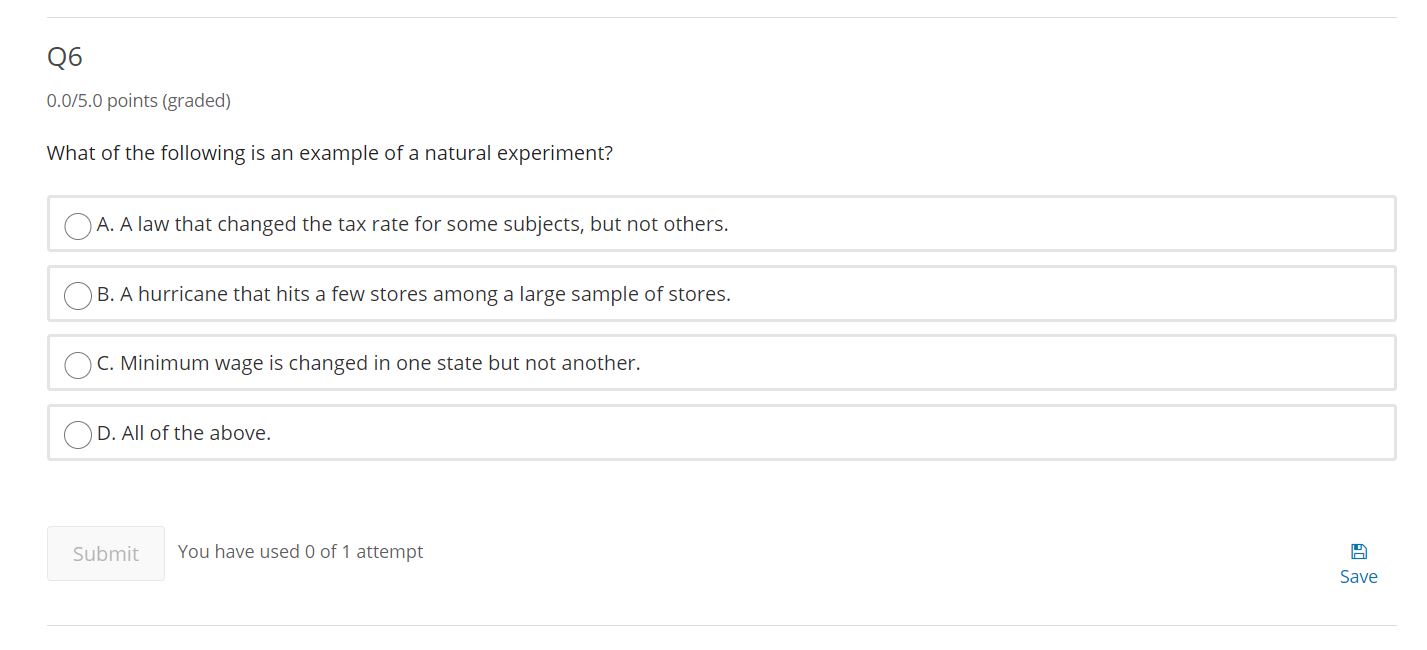 Q6
0.0/5.0 points (graded)
What of the following is an example of a natural experiment?
A. A law that changed the tax rate for some subjects, but not others.
B. A hurricane that hits a few stores among a large sample of stores.
C. Minimum wage is changed in one state but not another.
D. All of the above.
Submit You have used 0 of 1 attempt
Save